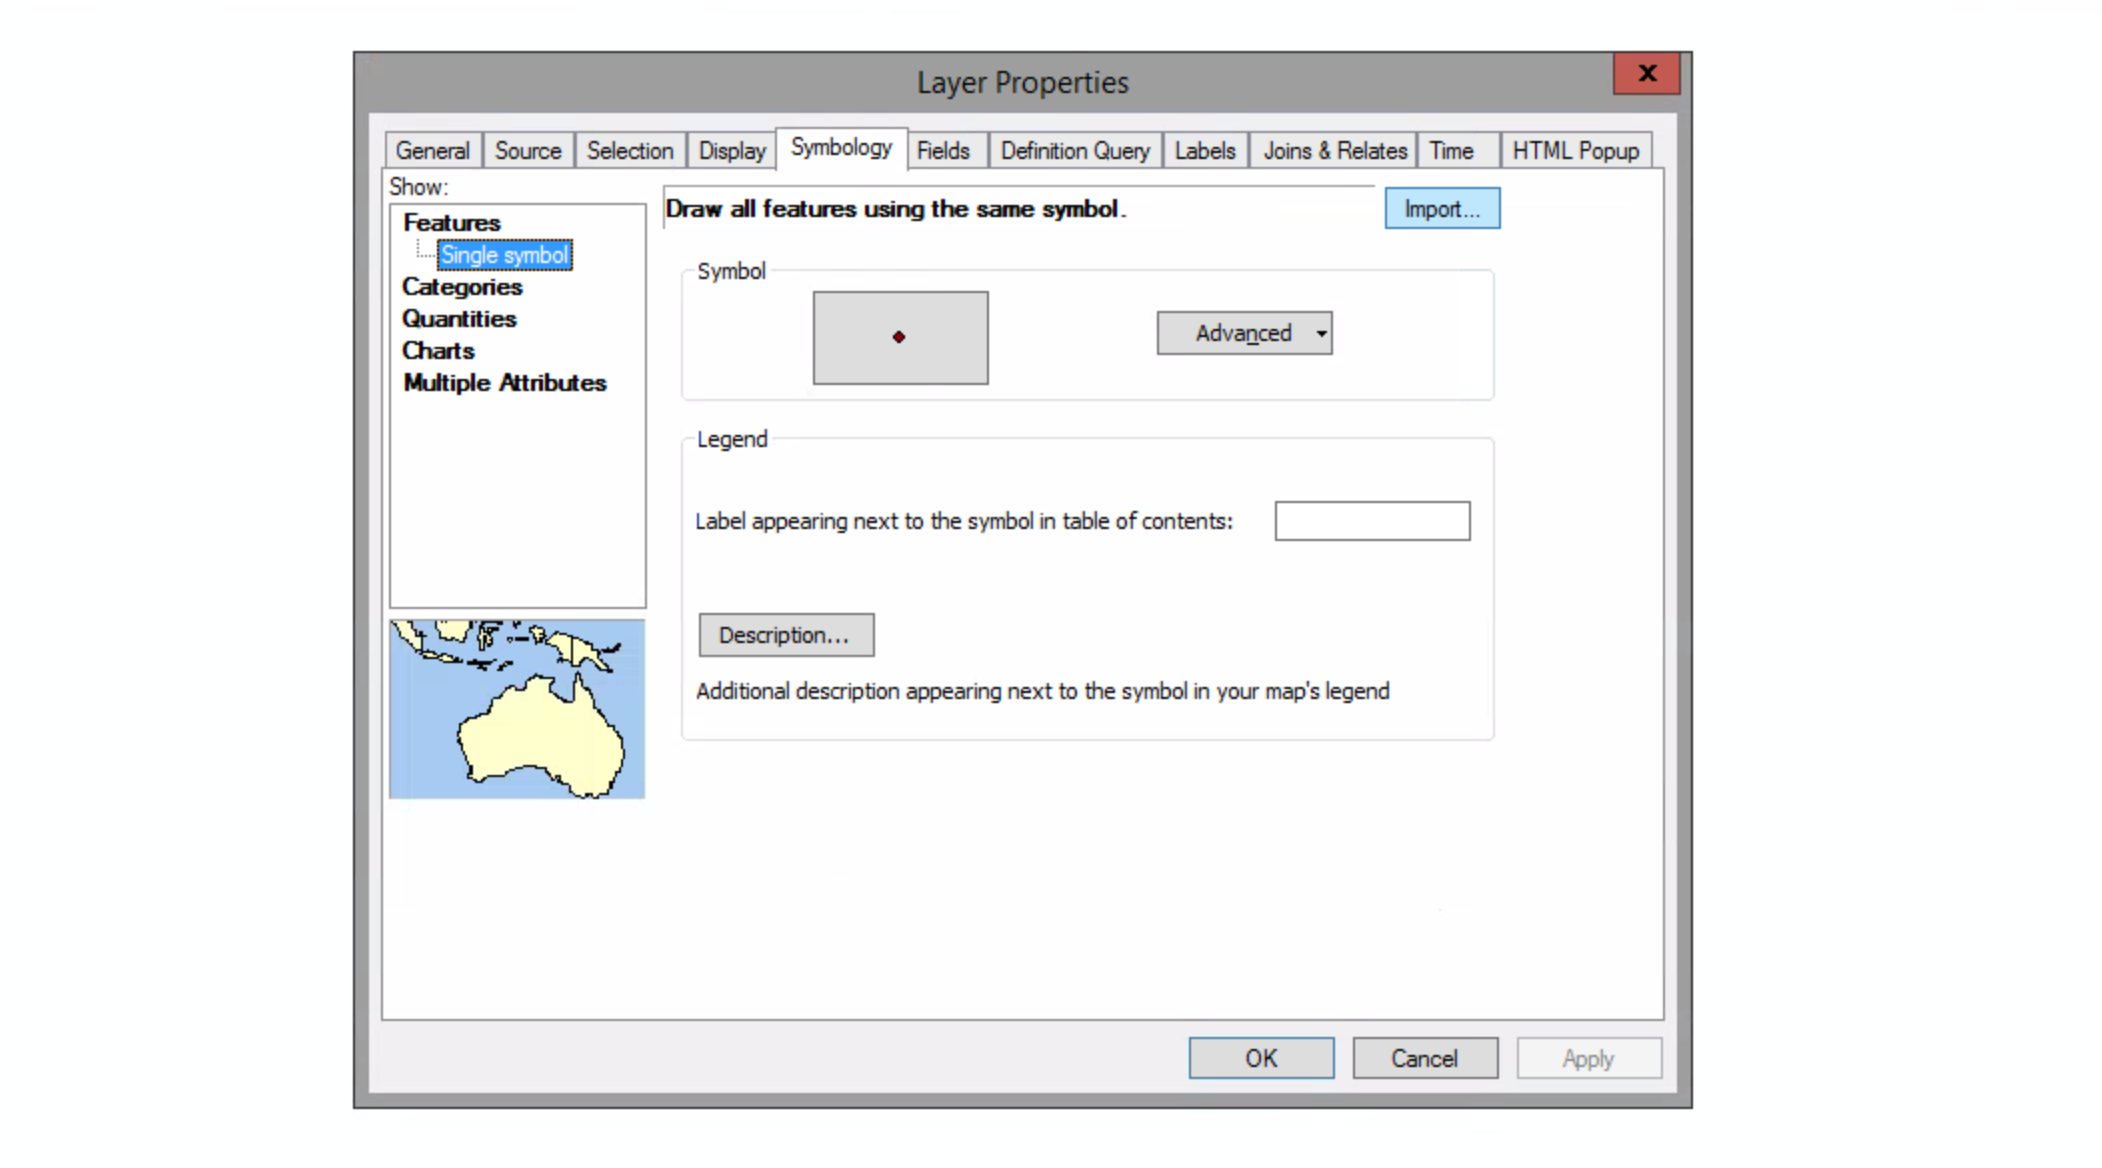 Layer Properties
X
General Source Selection Display Symbology Fields Definition Query Labels Joins & Relates Time HTML Popup
Show:
Features
Single symbol
Categories
Quantities
Charts
Multiple Attributes
Draw all features using the same symbol.
Import...
Symbol
Advanced
Legend
Label appearing next to the symbol in table of contents:
Description...
Additional description appearing next to the symbol in your map's legend
OK Cancel Apply